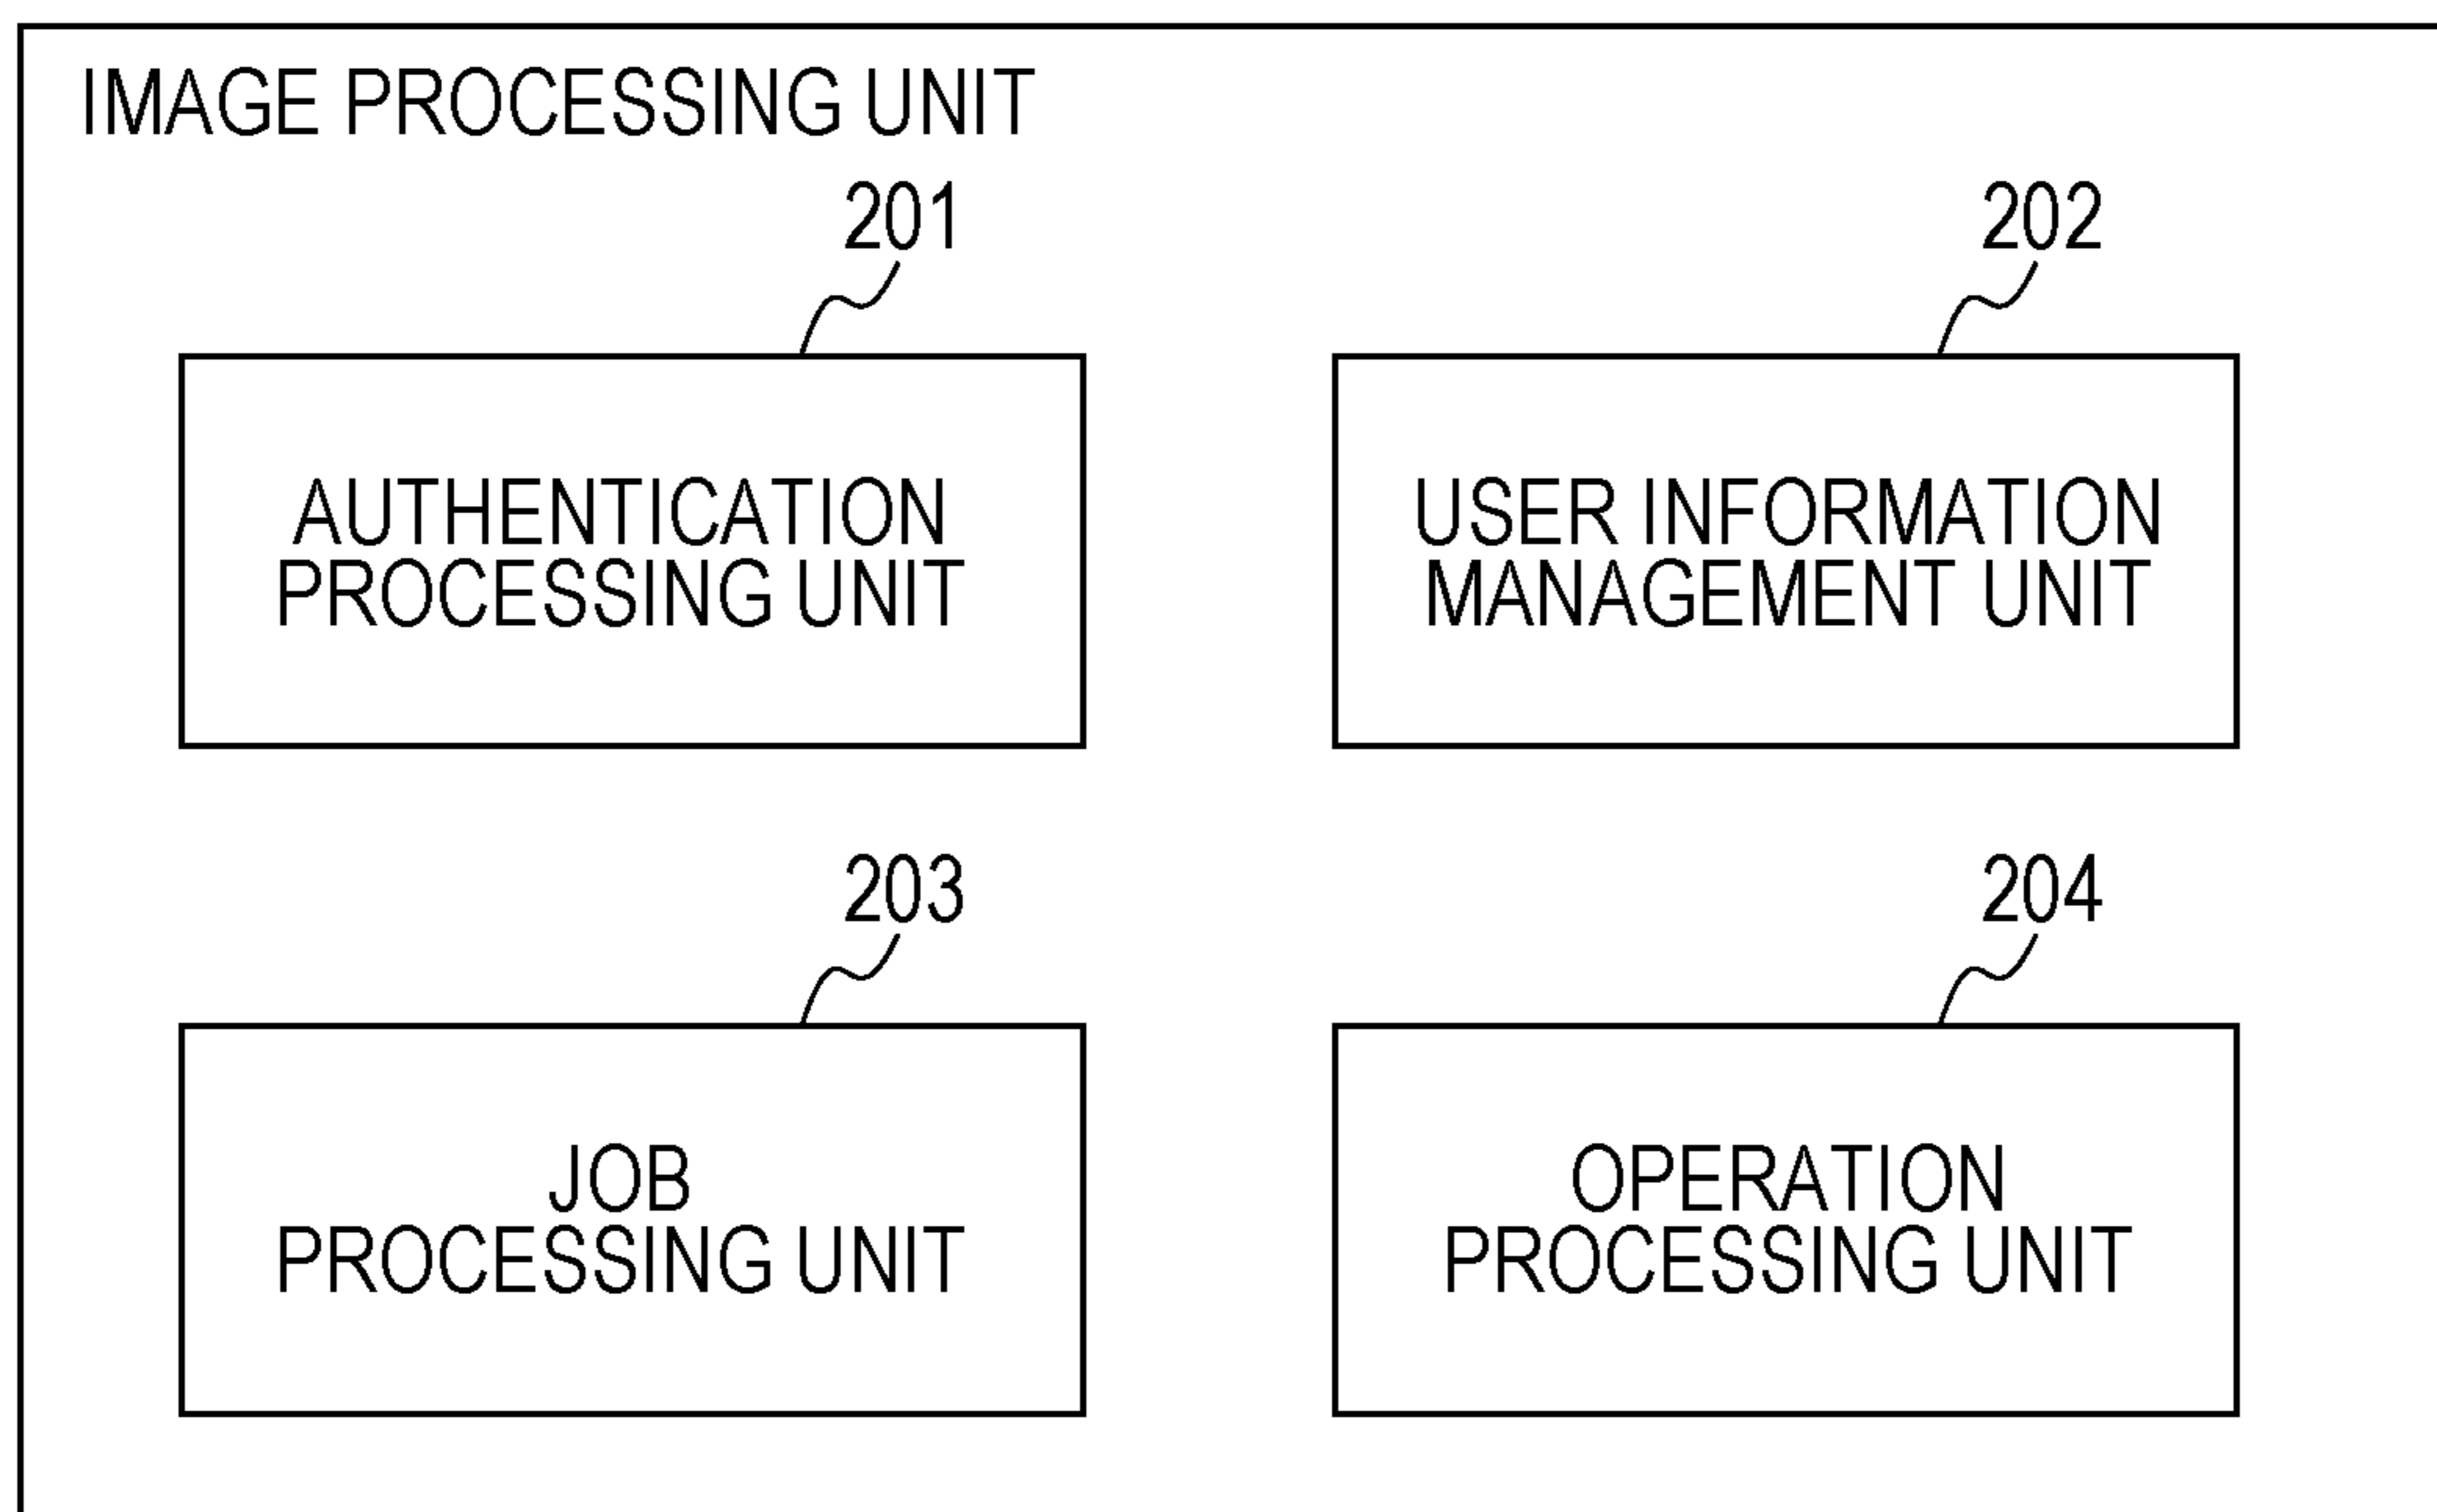 IMAGE PROCESSING UNIT
201
202
AUTHENTICATION
PROCESSING UNIT
USER INFORMATION
MANAGEMENT UNIT
203
204
JOB
PROCESSING UNIT
OPERATION
PROCESSING UNIT